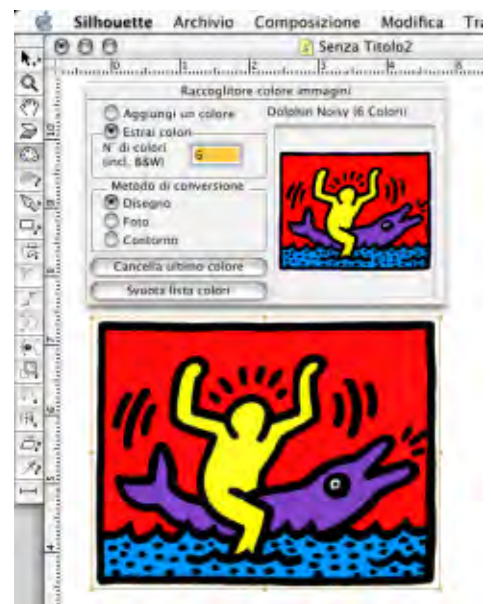 Silhouette Archivio Composizione Modifica Tra
Senza Titolo2
Raccoglitore colore immagini
Aggiungi un colore
Dolphin Noisy (6 Colori)
Estrai colori
N° di colori
(incl. B&W)
6
Metodo di conversione
Disegno
Foto
Contorno
Cancella ultimo colore
Svuota lista colori